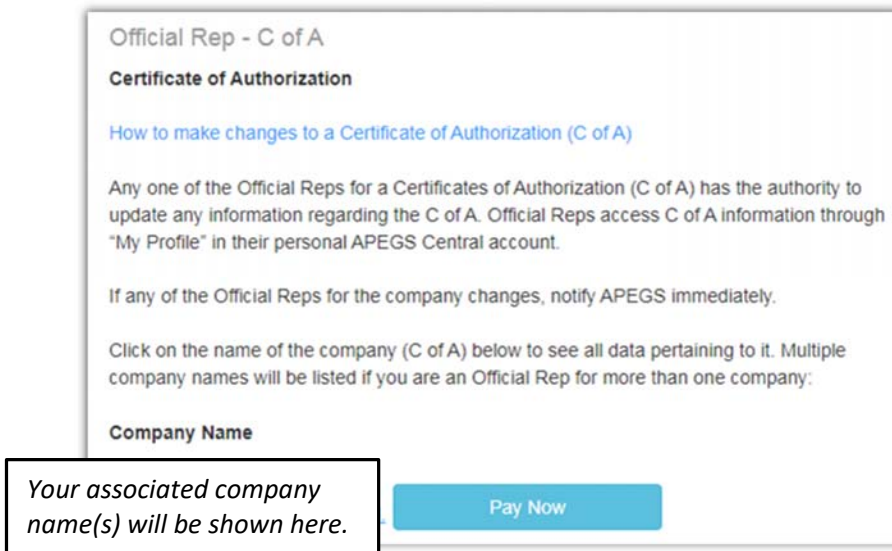 Official Rep - C of A
Certificate of Authorization
How to make changes to a Certificate of Authorization (C of A)
Any one of the Official Reps for a Certificates of Authorization (C of A) has the authority to
update any information regarding the C of A. Official Reps access C of A information through
"My Profile" in their personal APEGS Central account.
If any of the Official Reps for the company changes, notify APEGS immediately.
Click on the name of the company (C of A) below to see all data pertaining to it. Multiple
company names will be listed if you are an Official Rep for more than one company:
Company Name
Your associated company
name(s) will be shown here.
Pay Now